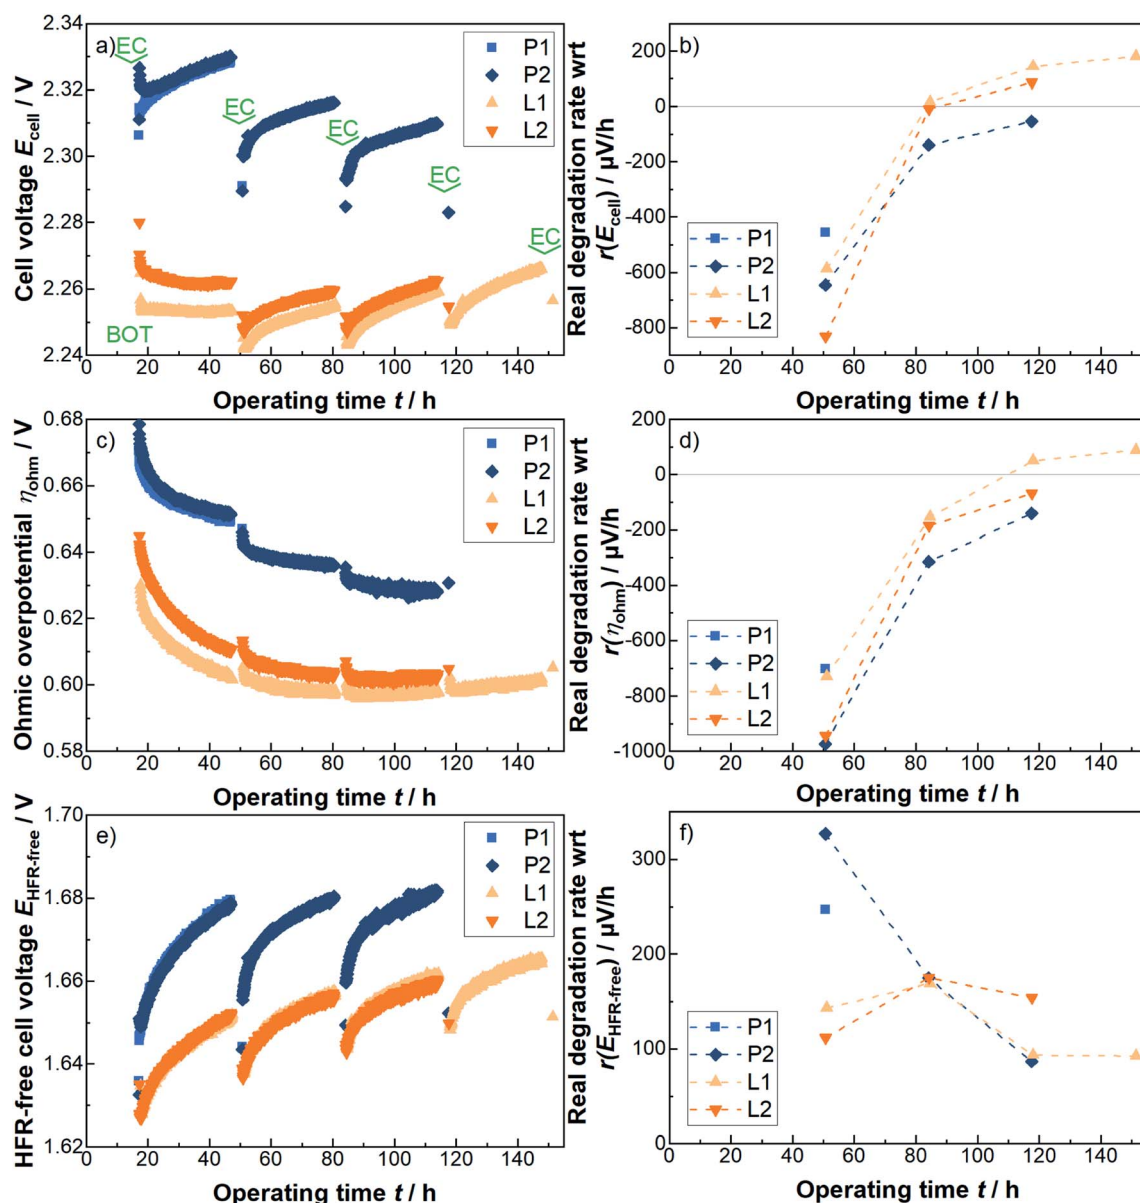 a)
EC
EC
EC
EC
EC
BOT
P1
P2
L1
L2
2.34
2.32
2.30
2.28
2.26
2.24
0 20 40 60 80 100 120 140
Cell voltage E_cell / V
Operating time t / h
b)
P1
P2
L1
L2
200
0
-200
-400
-600
-800
0 20 40 60 80 100 120 140
Real degradation rate wrt
r(E_cell) / µV/h
Operating time t / h
c)
P1
P2
L1
L2
0.68
0.66
0.64
0.62
0.60
0.58
0 20 40 60 80 100 120 140
Ohmic overpotential η_ohm / V
Operating time t / h
d)
P1
P2
L1
L2
200
0
-200
-400
-600
-800
-1000
0 20 40 60 80 100 120 140
Real degradation rate wrt
r(η_ohm) / µV/h
Operating time t / h
e)
P1
P2
L1
L2
1.70
1.68
1.66
1.64
1.62
0 20 40 60 80 100 120 140
HFR-free cell voltage E_HFR-free / V
Operating time t / h
f)
P1
P2
L1
L2
300
200
100
0
0 20 40 60 80 100 120 140
Real degradation rate wrt
r(E_HFR-free) / µV/h
Operating time t / h